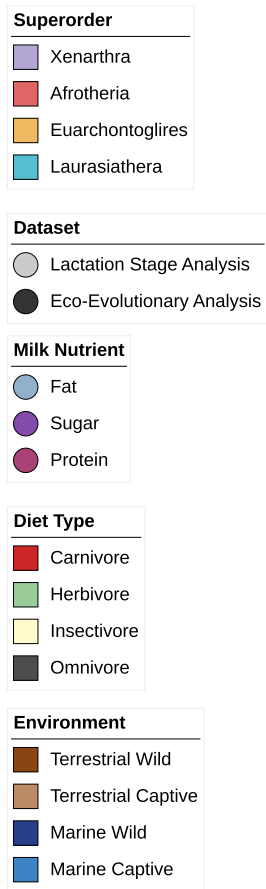 Superorder
Xenarthra
Afrotheria
Euarchontoglires
Laurasiathera
Dataset
Lactation Stage Analysis
Eco-Evolutionary Analysis
Milk Nutrient
Fat
Sugar
Protein
Diet Type
Carnivore
Herbivore
Insectivore
Omnivore
Environment
Terrestrial Wild
Terrestrial Captive
Marine Wild
Marine Captive